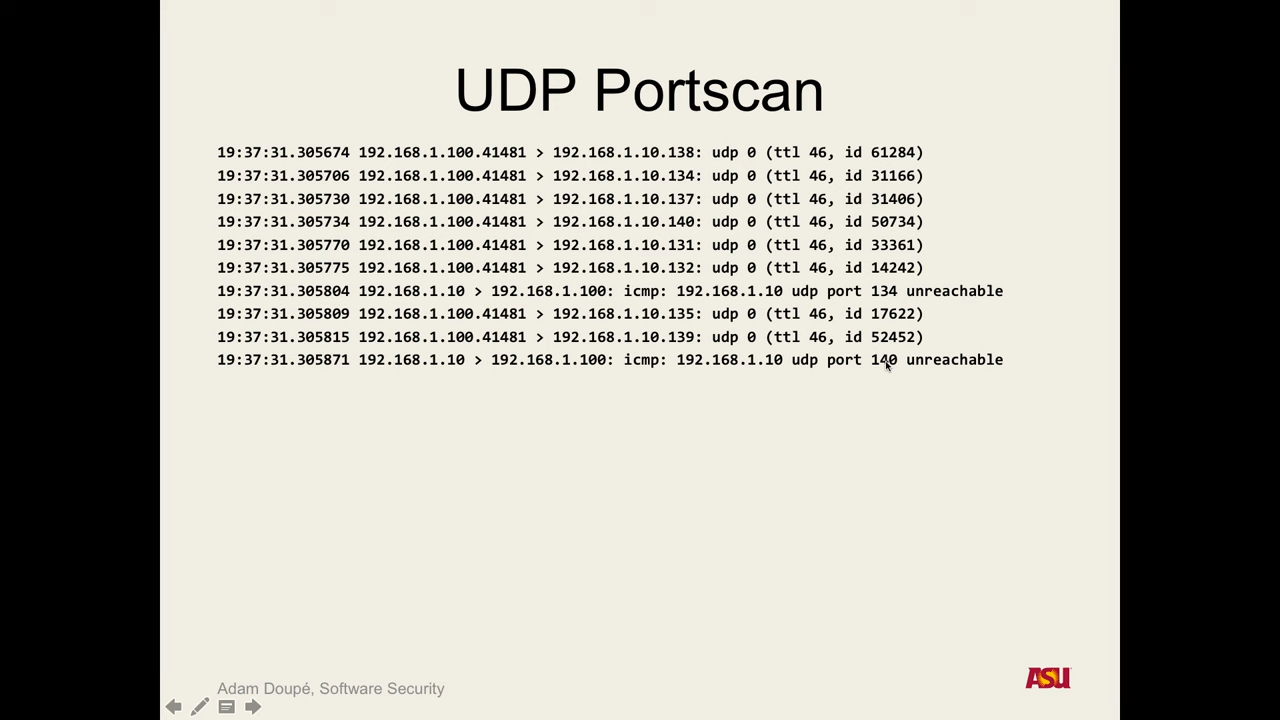 UDP Portscan
19:37:31.305674 192.168.1.100.41481 > 192.168.1.10.138: udp 0 (ttl 46, id 61284)
19:37:31.305706 192.168.1.100.41481 > 192.168.1.10.134: udp 0 (ttl 46, id 31166)
19:37:31.305730 192.168.1.100.41481 > 192.168.1.10.137: udp 0 (ttl 46, id 31406)
19:37:31.305734 192.168.1.100.41481 > 192.168.1.10.140: udp 0 (ttl 46, id 50734)
19:37:31.305770 192.168.1.100.41481 > 192.168.1.10.131: udp 0 (ttl 46, id 33361)
19:37:31.305775 192.168.1.100.41481 > 192.168.1.10.132: udp 0 (ttl 46, id 14242)
19:37:31.305804 192.168.1.10 > 192.168.1.100: icmp: 192.168.1.10 udp port 134 unreachable
19:37:31.305809 192.168.1.100.41481 > 192.168.1.10.135: udp 0 (ttl 46, id 17622)
19:37:31.305815 192.168.1.100.41481 > 192.168.1.10.139: udp 0 (ttl 46, id 52452)
19:37:31.305871 192.168.1.10 > 192.168.1.100: icmp: 192.168.1.10 udp port 140 unreachable
Adam Doupé, Software Security
ASU